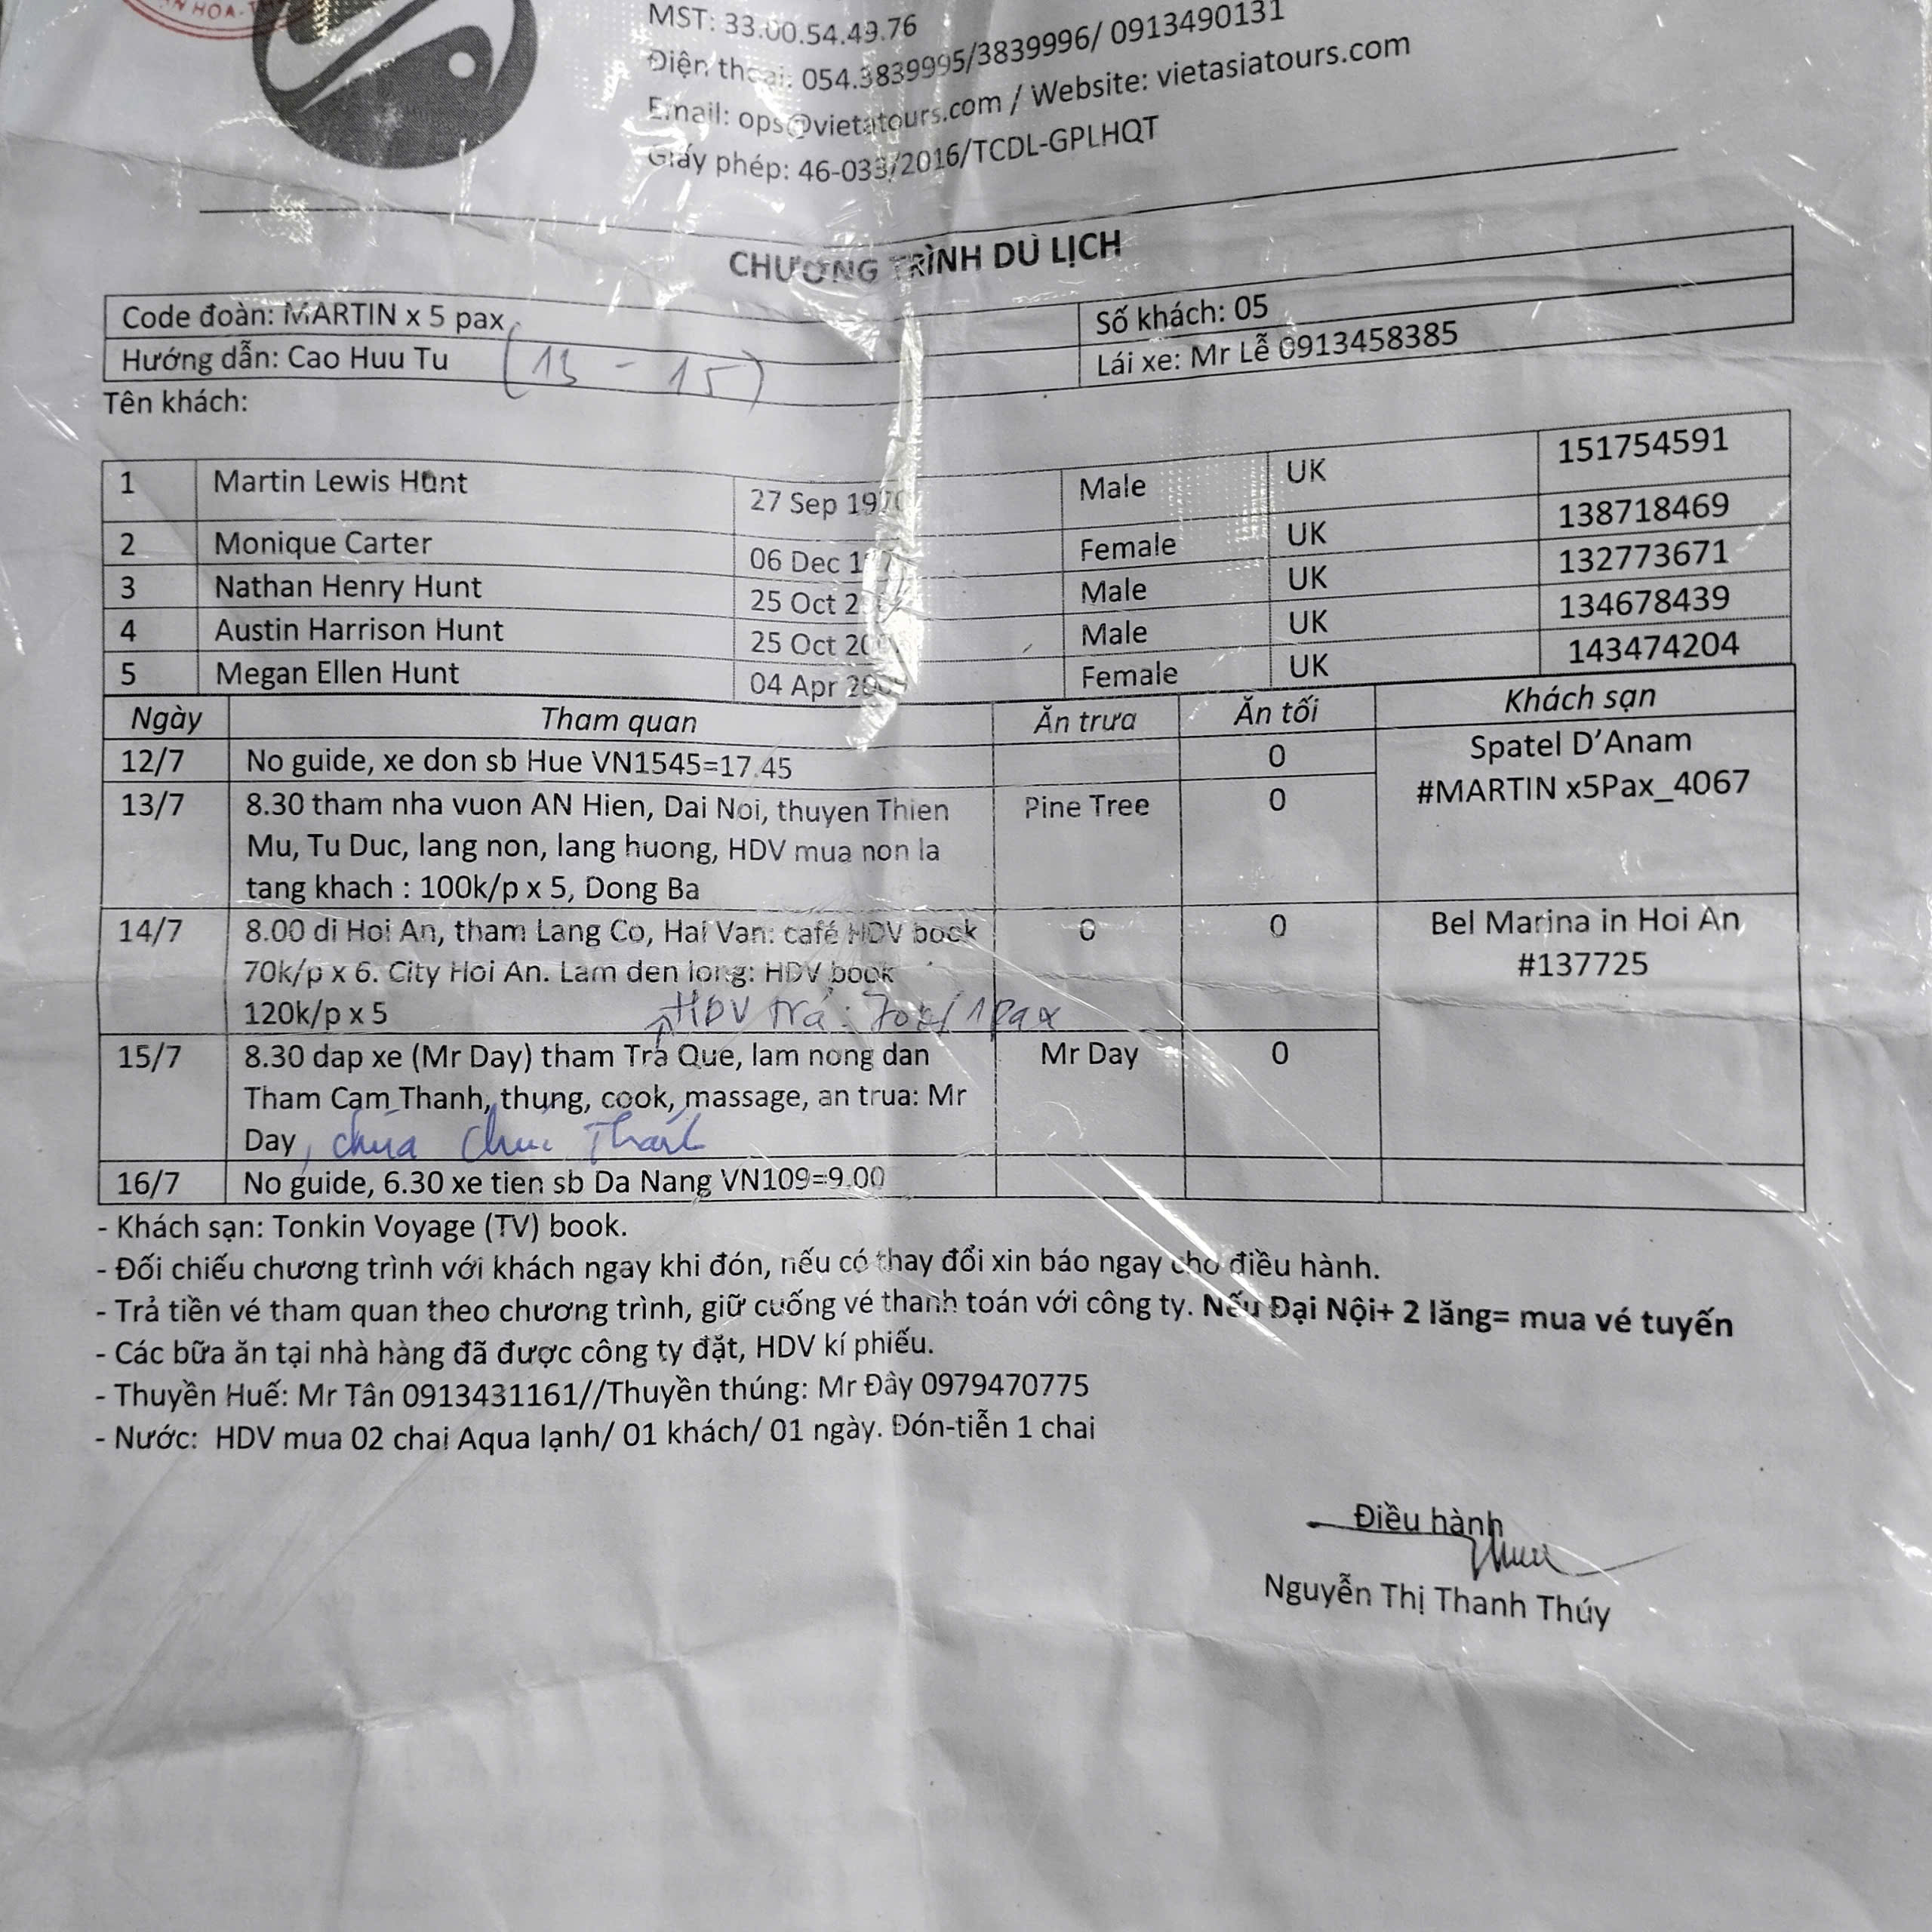 MST: 33.00.54.49.76
Điện thoại: 054.3839995/3839996/ 0913490131
Email: ops@vietatours.com / Website: vietasiatours.com
Giấy phép: 46-033/2016/TCDL-GPLHQT
CHƯƠNG TRÌNH DU LỊCH
Code đoàn: MARTIN x 5 pax Số khách: 05
Hướng dẫn: Cao Huu Tu (13 - 15) Lái xe: Mr Lễ 0913458385
Tên khách:
1 Martin Lewis Hunt 27 Sep Male UK 151754591
2 Monique Carter 06 Dec Female UK 138718469
3 Nathan Henry Hunt 25 Oct Male UK 132773671
4 Austin Harrison Hunt 25 Oct Male UK 134678439
5 Megan Ellen Hunt 04 Apr Female UK 143474204
Ngày Tham quan Ăn trưa Ăn tối Khách sạn
12/7 No guide, xe don sb Hue VN1545=17.45 0 Spatel D'Anam
#MARTIN x5Pax_4067
13/7 8.30 tham nha vuon AN Hien, Dai Noi, thuyen Thien Pine Tree 0
Mu, Tu Duc, lang non, lang huong, HDV mua non la
tang khach : 100k/p x 5, Dong Ba
14/7 8.00 di Hoi An, tham Lang Co, Hai Van: café HDV book 0 0 Bel Marina in Hoi An
70k/p x 6. City Hoi An. Lam den long: HDV book #137725
120k/p x 5 HDV trả: 70k/1pax
15/7 8.30 dap xe (Mr Day) tham Tra Que, lam nong dan Mr Day 0
Tham Cam Thanh, thung, cook, massage, an trua: Mr
Day, chùa Chúc Thánh
16/7 No guide, 6.30 xe tien sb Da Nang VN109=9.00
- Khách sạn: Tonkin Voyage (TV) book.
- Đối chiếu chương trình với khách ngay khi đón, nếu có thay đổi xin báo ngay cho điều hành.
- Trả tiền vé tham quan theo chương trình, giữ cuống vé thanh toán với công ty. Nếu Đại Nội+ 2 lăng= mua vé tuyến
- Các bữa ăn tại nhà hàng đã được công ty đặt, HDV kí phiếu.
- Thuyền Huế: Mr Tân 0913431161//Thuyền thúng: Mr Đây 0979470775
- Nước: HDV mua 02 chai Aqua lạnh/ 01 khách/ 01 ngày. Đón-tiễn 1 chai
Điều hành
Nguyễn Thị Thanh Thúy